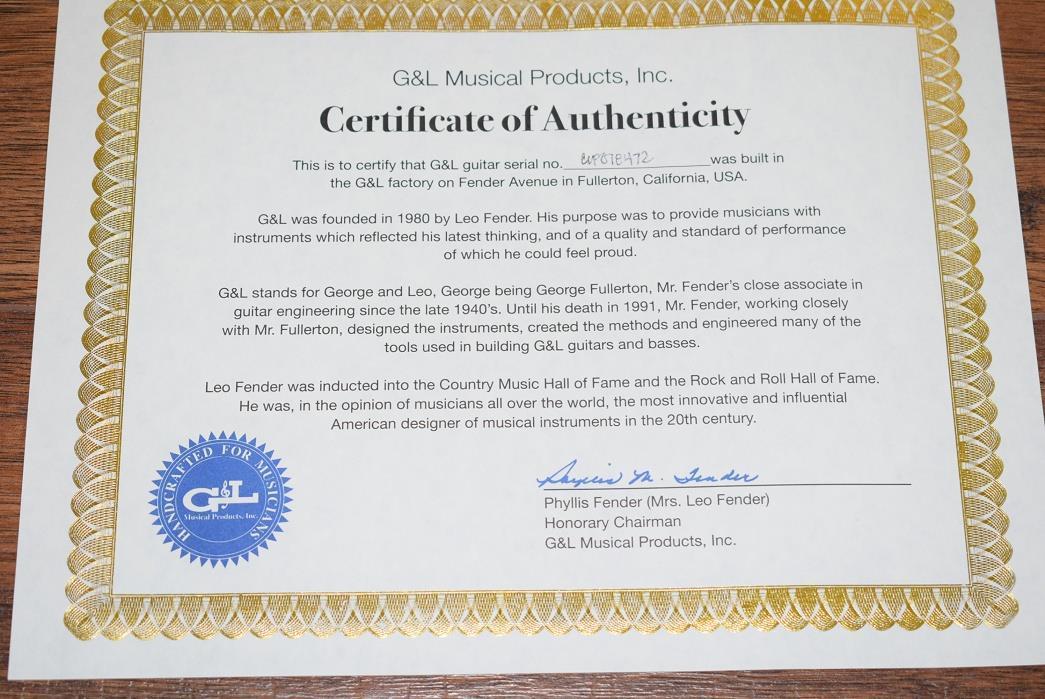 G&L Musical Products, Inc.
Certificate of Authenticity
This is to certify that G&L guitar serial no. was built in
the G&L factory on Fender Avenue in Fullerton, California, USA.
G&L was founded in 1980 by Leo Fender. His purpose was to provide musicians with
instruments which reflected his latest thinking, and of a quality and standard of performance
of which he could feel proud.
G&L stands for George and Leo, George being George Fullerton, Mr. Fender's close associate in
guitar engineering since the late 1940's. Until his death in 1991, Mr. Fender, working closely
with Mr. Fullerton, designed the instruments, created the methods and engineered many of the
tools used in building G&L guitars and basses.
Leo Fender was inducted into the Country Music Hall of Fame and the Rock and Roll Hall of Fame.
He was, in the opinion of musicians all over the world, the most innovative and influential
American designer of musical instruments in the 20th century.
HANDCRAFTED FOR MUSICIANS
G&L
Musical Products, Inc.
Phyllis M. Fender
Phyllis Fender (Mrs. Leo Fender)
Honorary Chairman
G&L Musical Products, Inc.